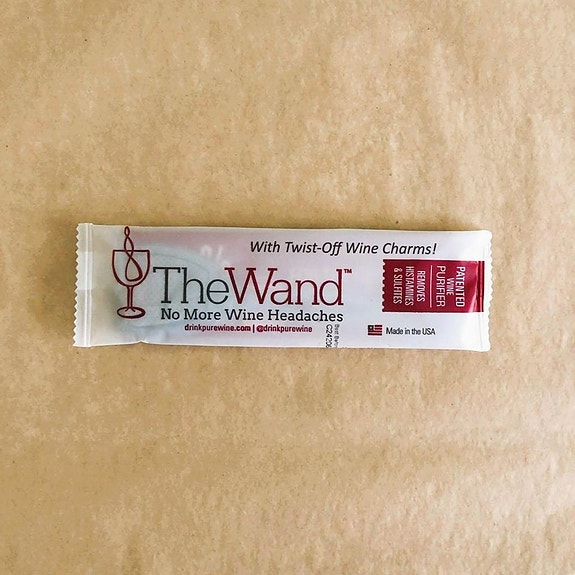 With Twist-Off Wine Charms!
TheWand™
No More Wine Headaches
drinkpurewine.com | @drinkpurewine
PATENTED
WINE
PURIFIER
REMOVES
HISTAMINES
& SULFITES
Made in the USA